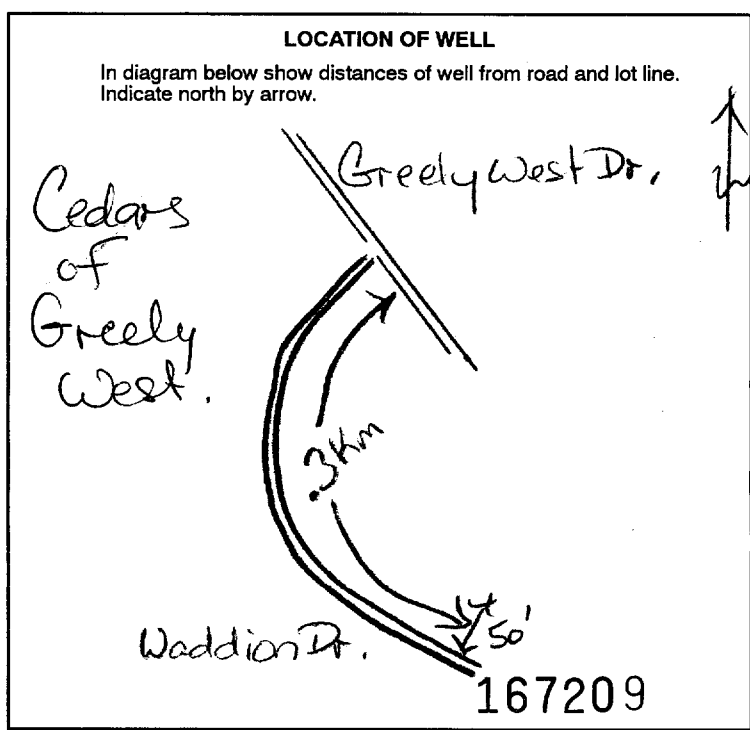 LOCATION OF WELL
In diagram below show distances of well from road and lot line.
Indicate north by arrow.
Greely West Dr.
N
Cedars
of
Greely
West.
.3Km
50'
Waddion Dr.
167209